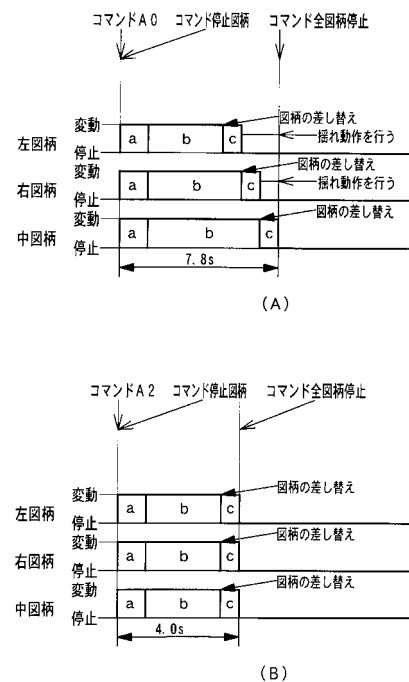 コマンドA0 コマンド停止図柄 コマンド全図柄停止
図柄の差し替え
変動
左図柄 a b c 揺れ動作を行う
停止
図柄の差し替え
変動
右図柄 a b c 揺れ動作を行う
停止
図柄の差し替え
変動
中図柄 a b c
停止
7.8s
(A)
コマンドA2 コマンド停止図柄 コマンド全図柄停止
図柄の差し替え
変動
左図柄 a b c
停止
図柄の差し替え
変動
右図柄 a b c
停止
図柄の差し替え
変動
中図柄 a b c
停止
4.0s
(B)